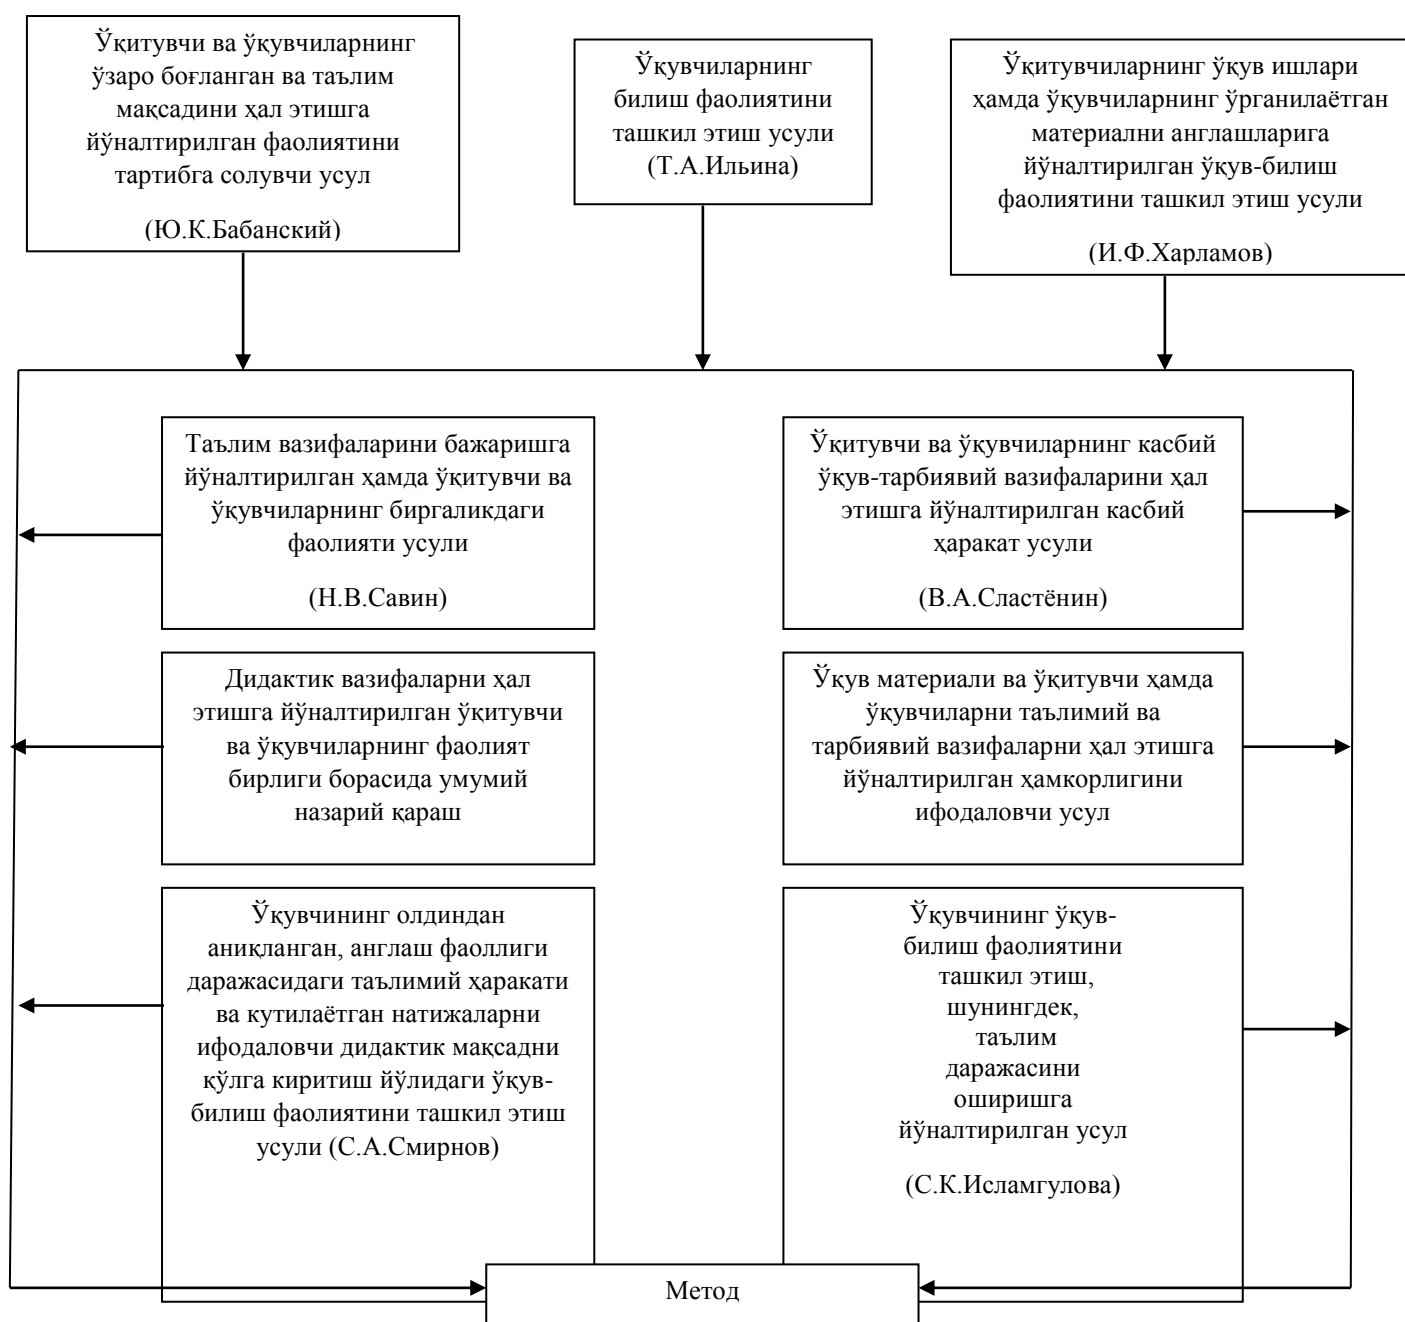 Ўқитувчи ва ўқувчиларнинг
ўзаро боғланган ва таълим
мақсадини ҳал этишга
йўналтирилган фаолиятини
тартибга солувчи усул
(Ю.К.Бабанский)
Ўқувчиларнинг
билиш фаолиятини
ташкил этиш усули
(Т.А.Ильина)
Ўқитувчиларнинг ўқув ишлари
ҳамда ўқувчиларнинг ўрганилаётган
материални англашларига
йўналтирилган ўқув-билиш
фаолиятини ташкил этиш усули
(И.Ф.Харламов)
Таълим вазифаларини бажаришга
йўналтирилган ҳамда ўқитувчи ва
ўқувчиларнинг биргаликдаги
фаолияти усули
(Н.В.Савин)
Ўқитувчи ва ўқувчиларнинг касбий
ўқув-тарбиявий вазифаларини ҳал
этишга йўналтирилган касбий
ҳаракат усули
(В.А.Сластёнин)
Дидактик вазифаларни ҳал
этишга йўналтирилган ўқитувчи
ва ўқувчиларнинг фаолият
бирлиги борасида умумий
назарий қараш
Ўқув материали ва ўқитувчи ҳамда
ўқувчиларни таълимий ва
тарбиявий вазифаларни ҳал этишга
йўналтирилган ҳамкорлигини
ифодаловчи усул
Ўқувчининг олдиндан
аниқланган, англаш фаоллиги
даражасидаги таълимий ҳаракати
ва кутилаётган натижаларни
ифодаловчи дидактик мақсадни
қўлга киритиш йўлидаги ўқув-
билиш фаолиятини ташкил этиш
усули (С.А.Смирнов)
Ўқувчининг ўқув-
билиш фаолиятини
ташкил этиш,
шунингдек,
таълим
даражасини
оширишга
йўналтирилган усул
(С.К.Исламгулова)
Метод